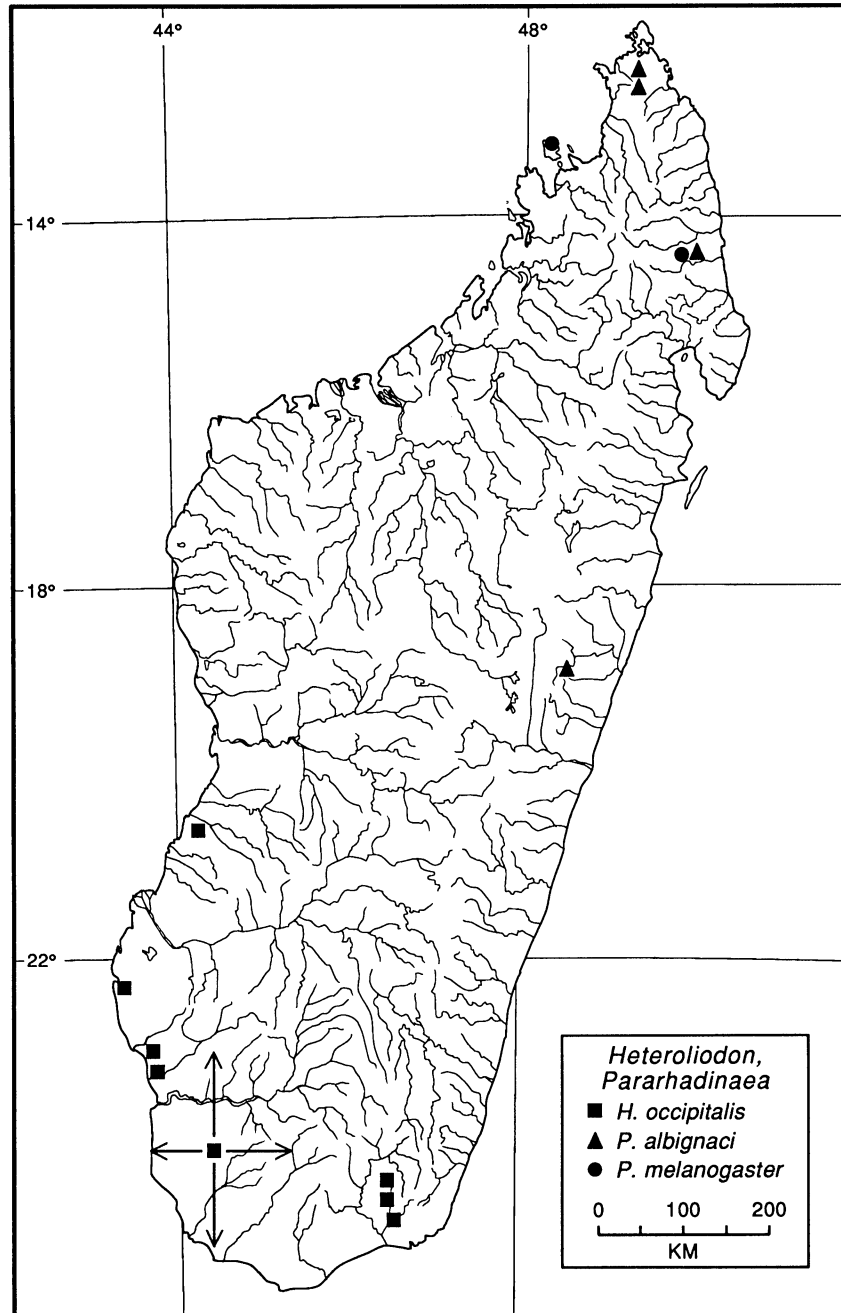 44°
48°
14°
18°
22°
Heteroliodon,
Pararhadinaea
H. occipitalis
P. albignaci
P. melanogaster
0 100 200
KM